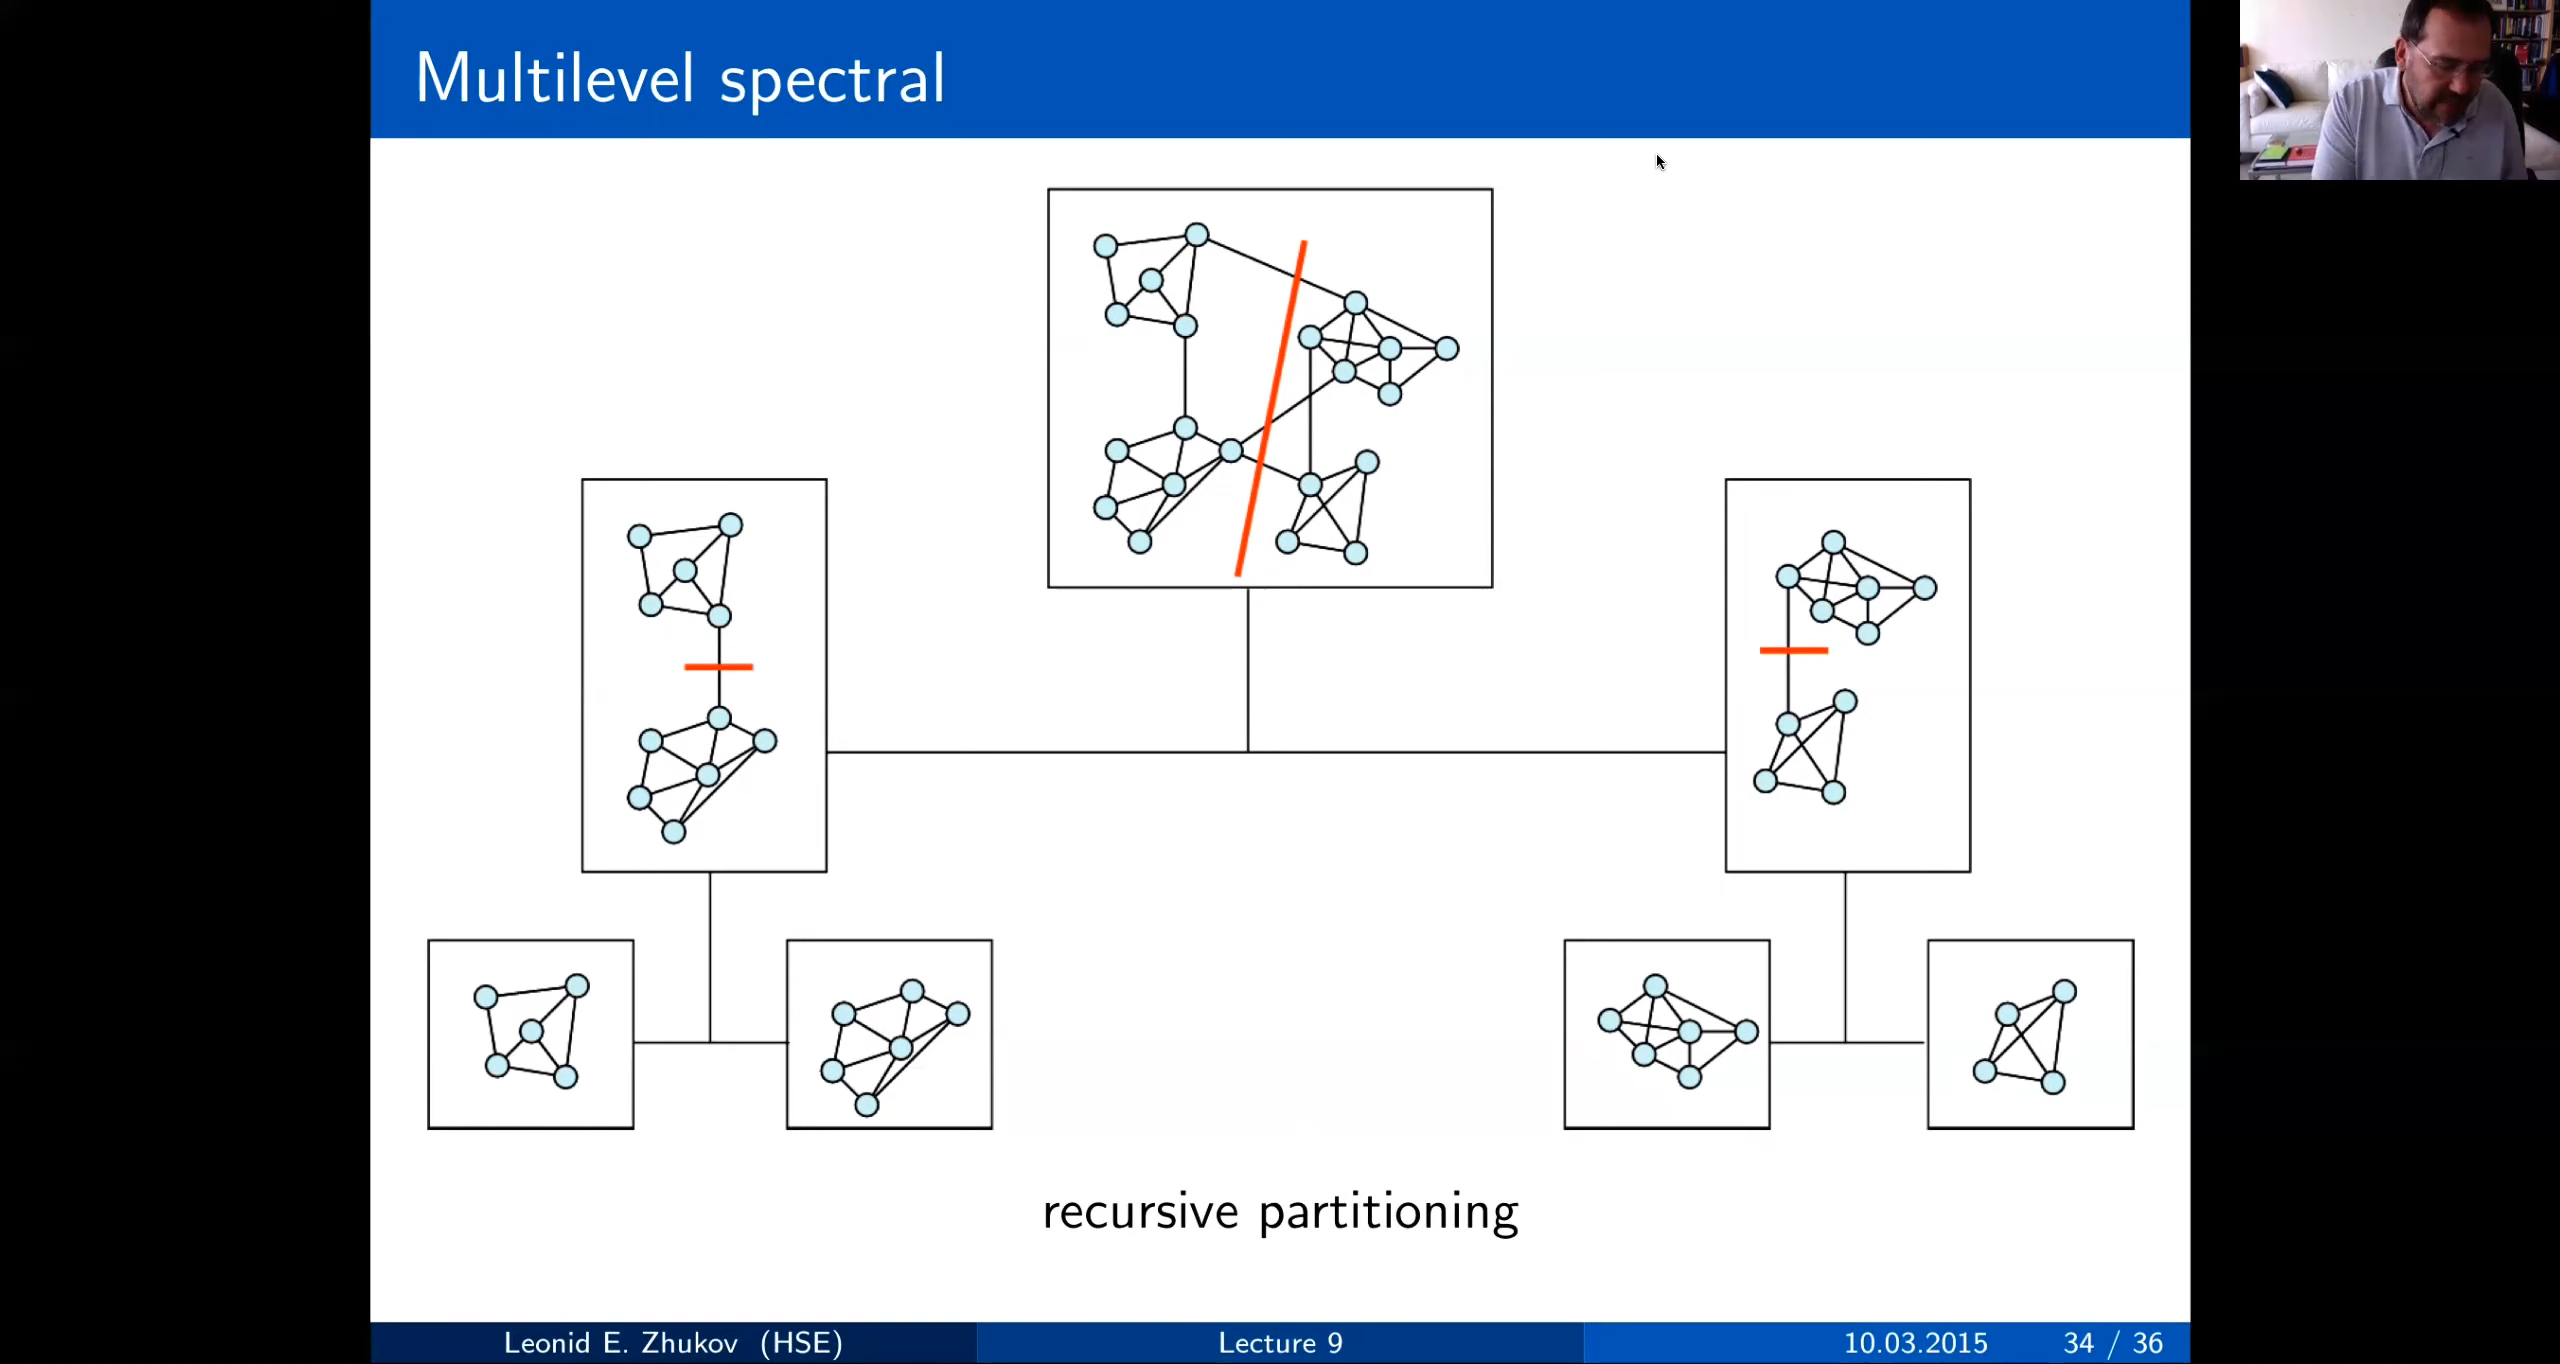 Multilevel spectral
recursive partitioning
Leonid E. Zhukov (HSE) Lecture 9 10.03.2015 34 / 36